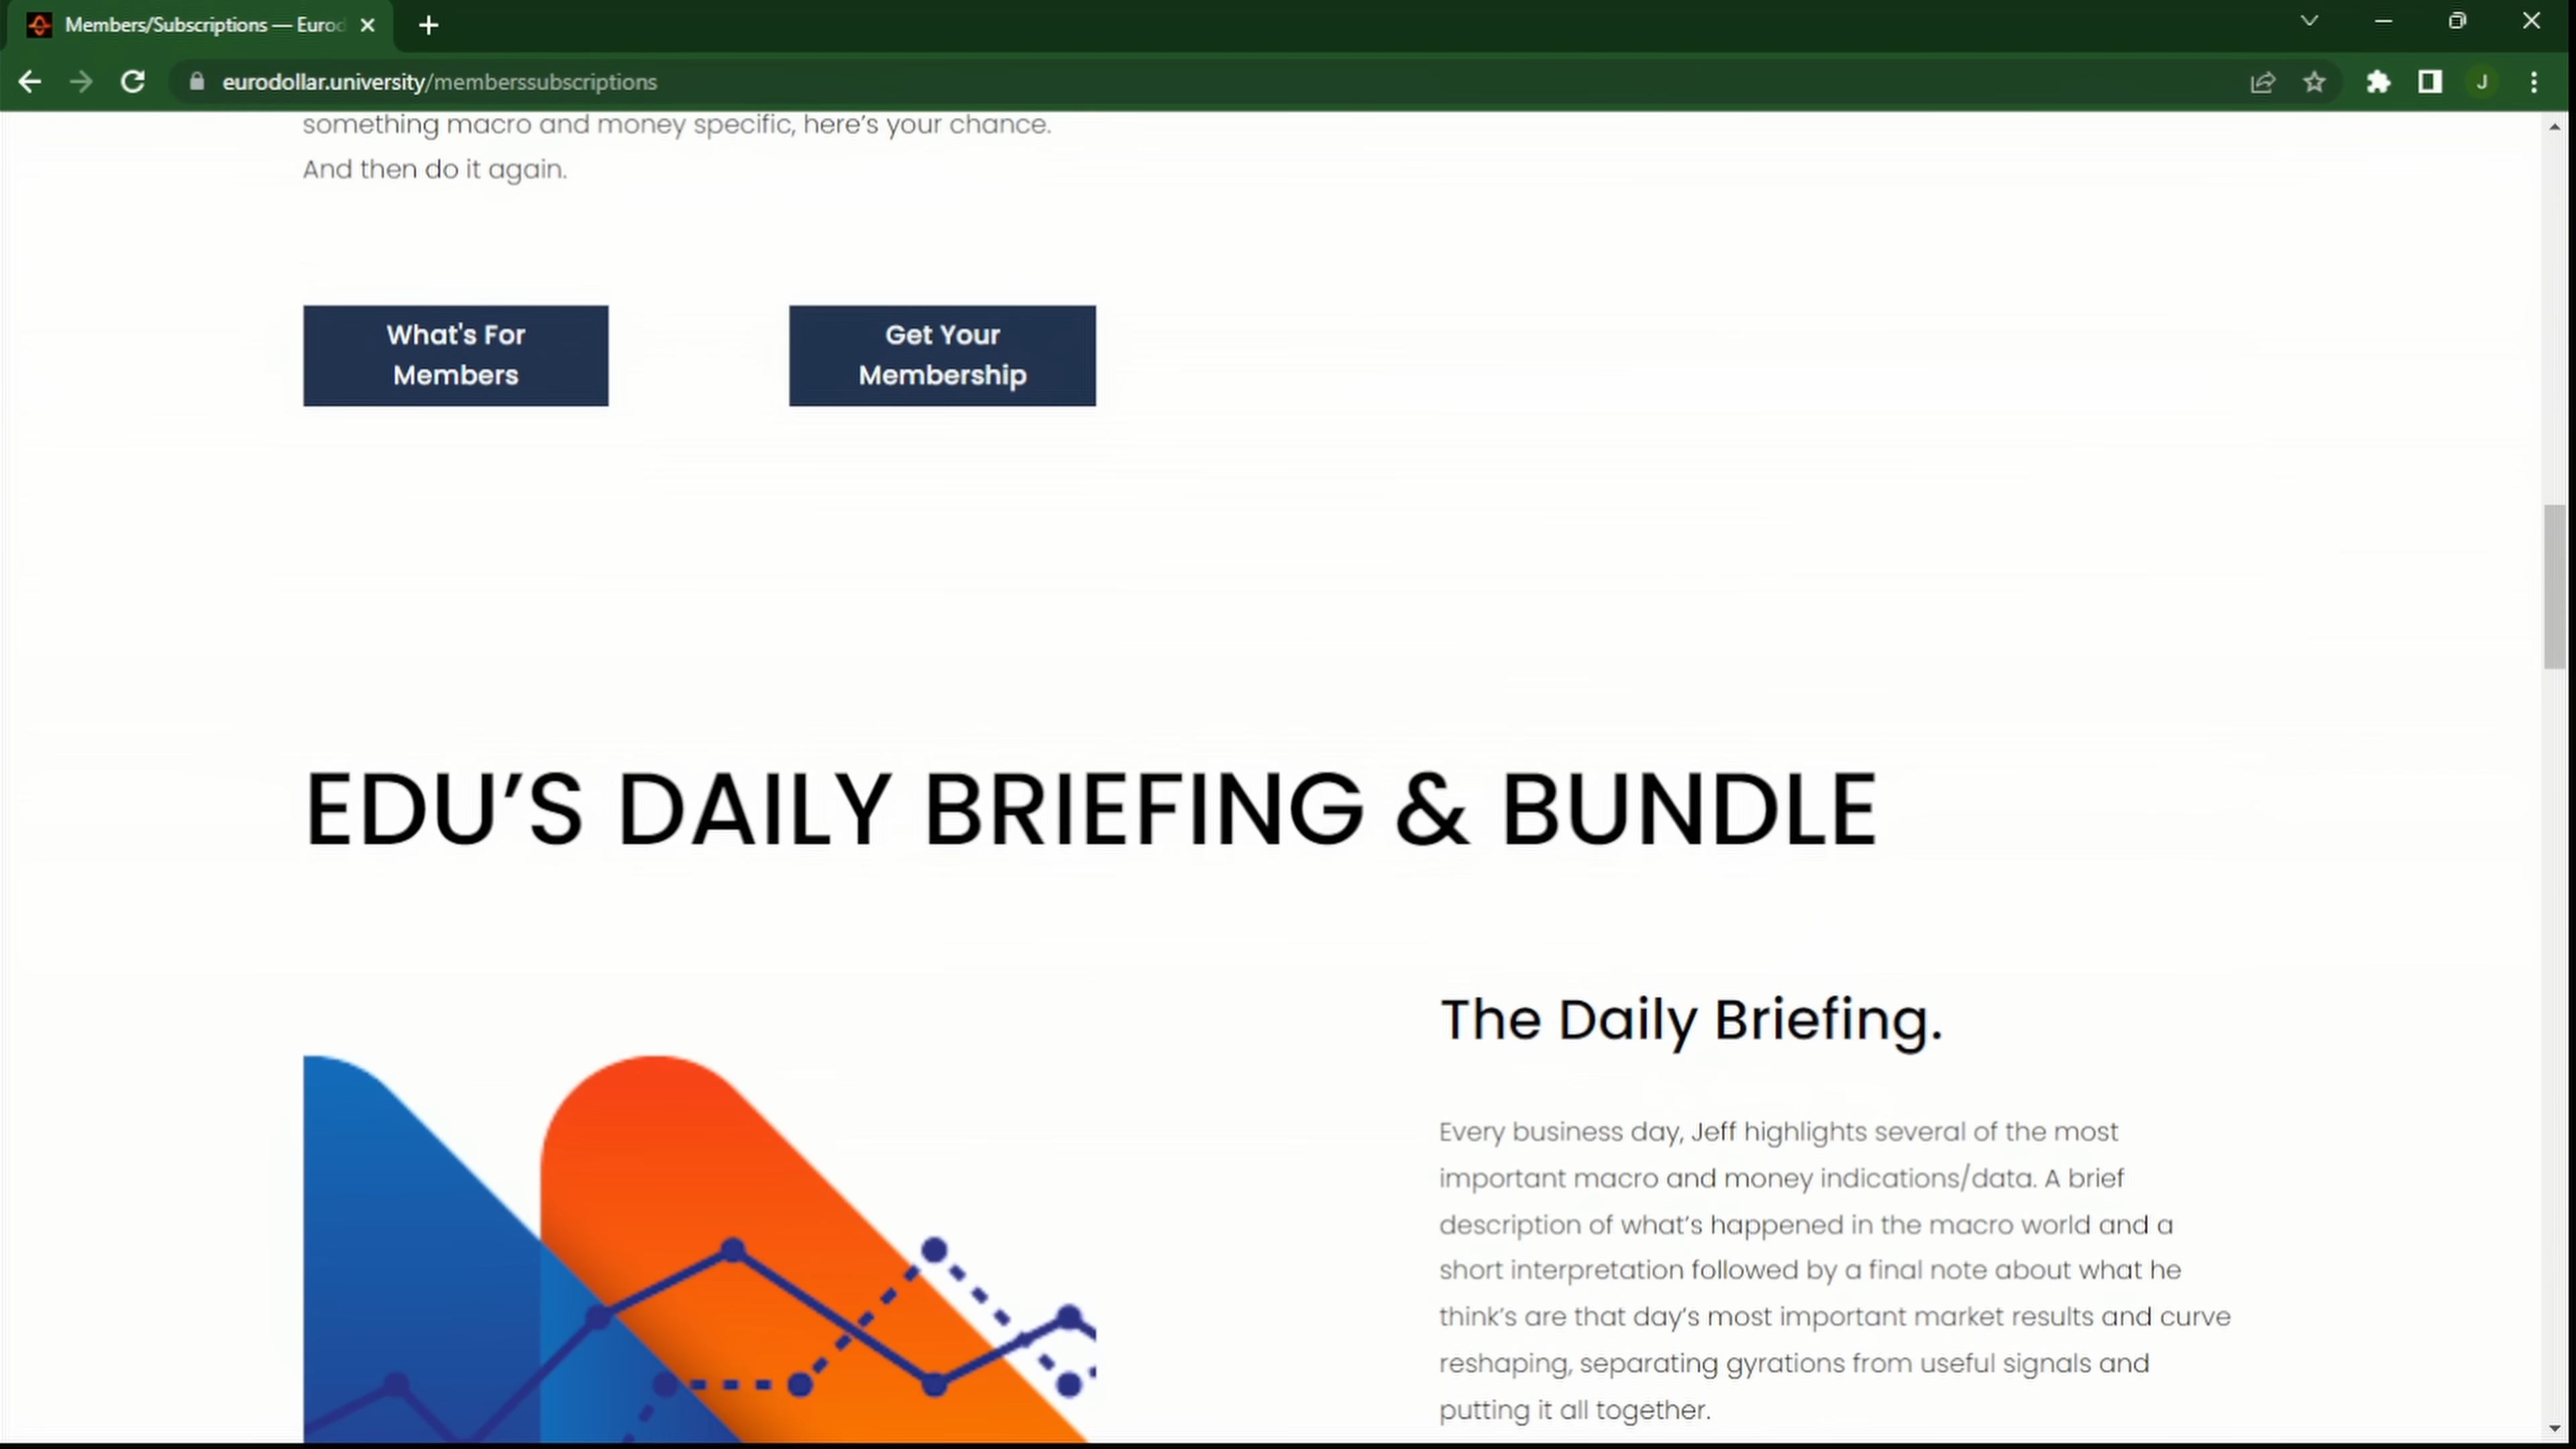 Members/Subscriptions — Eurod
eurodollar.university/memberssubscriptions
J
something macro and money specific, here's your chance.
And then do it again.
What's For
Members
Get Your
Membership
EDU’S DAILY BRIEFING & BUNDLE
The Daily Briefing.
Every business day, Jeff highlights several of the most
important macro and money indications/data. A brief
description of what’s happened in the macro world and a
short interpretation followed by a final note about what he
think’s are that day’s most important market results and curve
reshaping, separating gyrations from useful signals and
putting it all together.